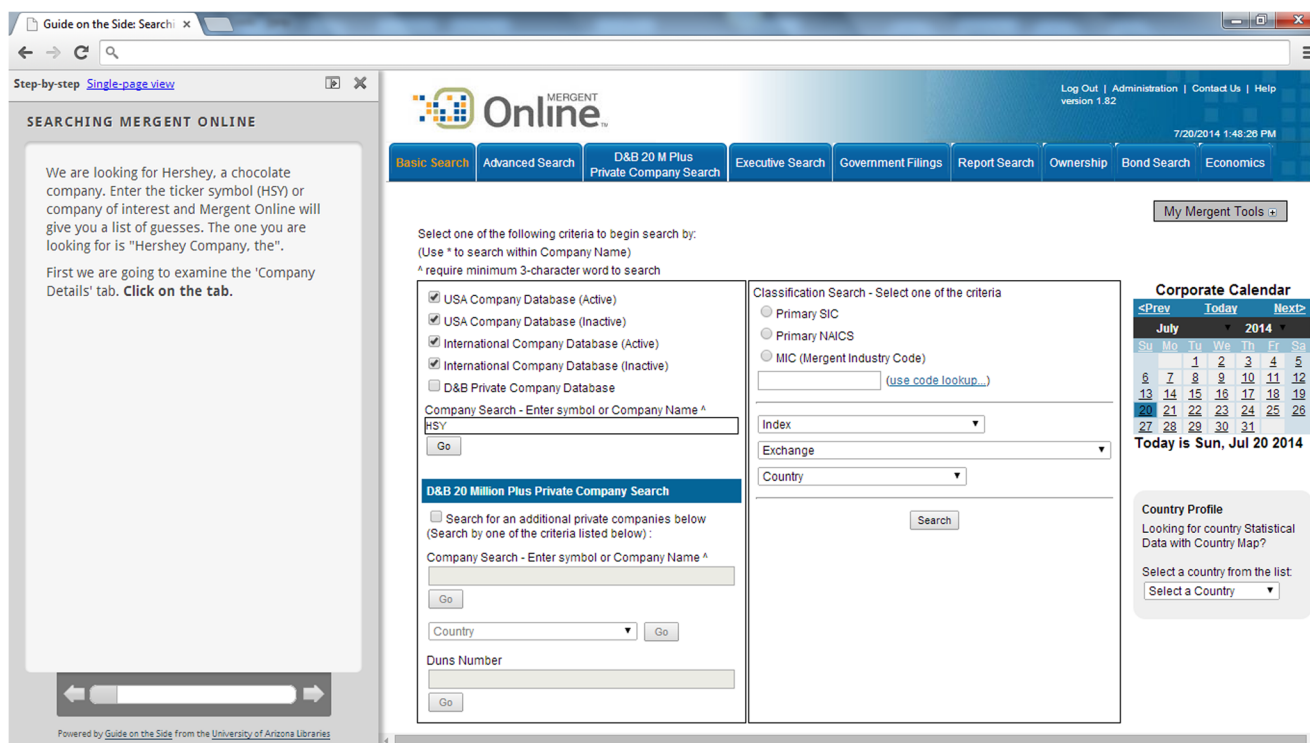 Guide on the Side: Searchi
Step-by-step Single-page view
SEARCHING MERGENT ONLINE
We are looking for Hershey, a chocolate
company. Enter the ticker symbol (HSY) or
company of interest and Mergent Online will
give you a list of guesses. The one you are
looking for is "Hershey Company, the".
First we are going to examine the 'Company
Details' tab. Click on the tab.
Powered by Guide on the Side from the University of Arizona Libraries
MERGENT
Online™
Log Out | Administration | Contact Us | Help
version 1.82
7/20/2014 1:48:26 PM
Basic Search Advanced Search D&B 20 M Plus Private Company Search Executive Search Government Filings Report Search Ownership Bond Search Economics
My Mergent Tools
Select one of the following criteria to begin search by:
(Use * to search within Company Name)
^ require minimum 3-character word to search
USA Company Database (Active)
USA Company Database (Inactive)
International Company Database (Active)
International Company Database (Inactive)
D&B Private Company Database
Company Search - Enter symbol or Company Name ^
HSY
Go
D&B 20 Million Plus Private Company Search
Search for an additional private companies below
(Search by one of the criteria listed below) :
Company Search - Enter symbol or Company Name ^
Go
Country Go
Duns Number
Go
Classification Search - Select one of the criteria
Primary SIC
Primary NAICS
MIC (Mergent Industry Code)
(use code lookup...)
Index
Exchange
Country
Search
Corporate Calendar
<Prev Today Next>
July 2014
Su Mo Tu We Th Fr Sa
1 2 3 4 5
6 7 8 9 10 11 12
13 14 15 16 17 18 19
20 21 22 23 24 25 26
27 28 29 30 31
Today is Sun, Jul 20 2014
Country Profile
Looking for country Statistical
Data with Country Map?
Select a country from the list:
Select a Country